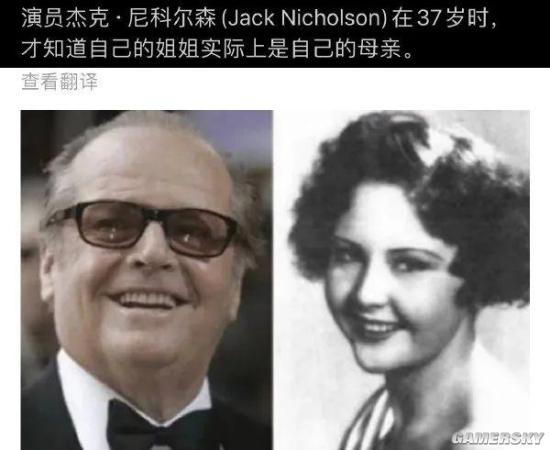 演员杰克·尼科尔森(Jack Nicholson)在37岁时，
才知道自己的姐姐实际上是自己的母亲。
查看翻译
GAMERSKY